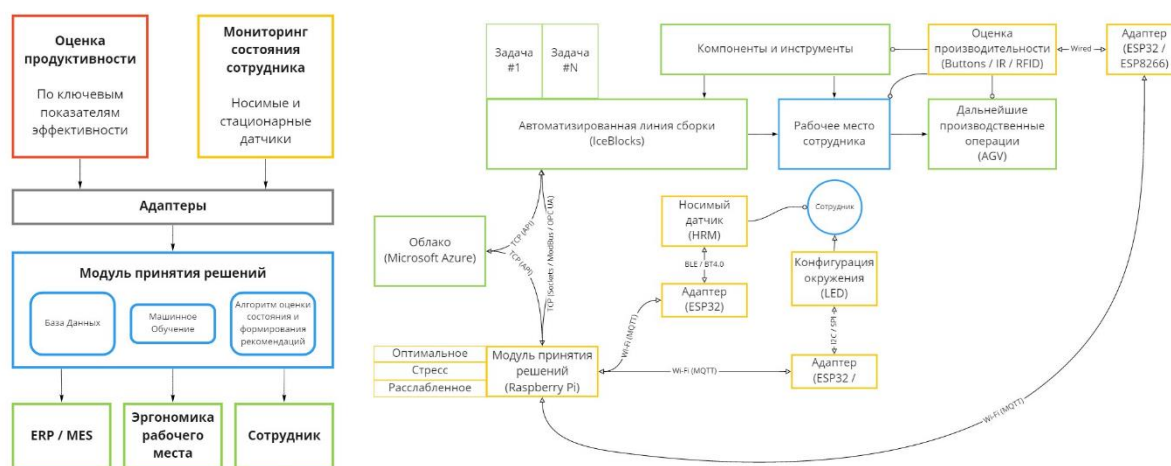 Оценка
продуктивности
По ключевым
показателям
эффективности
Мониторинг
состояния
сотрудника
Носимые и
стационарные
датчики
Адаптеры
Модуль принятия решений
База Данных
Машинное
Обучение
Алгоритм оценки
состояния и
формирования
рекомендаций
ERP / MES
Эргономика
рабочего
места
Сотрудник
Задача
#1
Задача
#N
Компоненты и инструменты
Оценка
производительности
(Buttons / IR / RFID)
Wired
Адаптер
(ESP32 /
ESP8266)
Автоматизированная линия сборки
(IceBlocks)
Рабочее место
сотрудника
Дальнейшие
производственные
операции
(AGV)
Облако
(Microsoft Azure)
TCP (API)
TCP (API)
TCP (Sockets / ModBus / OPC UA)
Носимый
датчик
(HRM)
Сотрудник
BLE / BT4.0
Конфигурация
окружения
(LED)
Адаптер
(ESP32)
I2C / SPI
Wi-Fi (MQTT)
Оптимальное
Стресс
Расслабленное
Модуль принятия
решений
(Raspberry Pi)
Wi-Fi (MQTT)
Адаптер
(ESP32 /
Wi-Fi (MQTT)